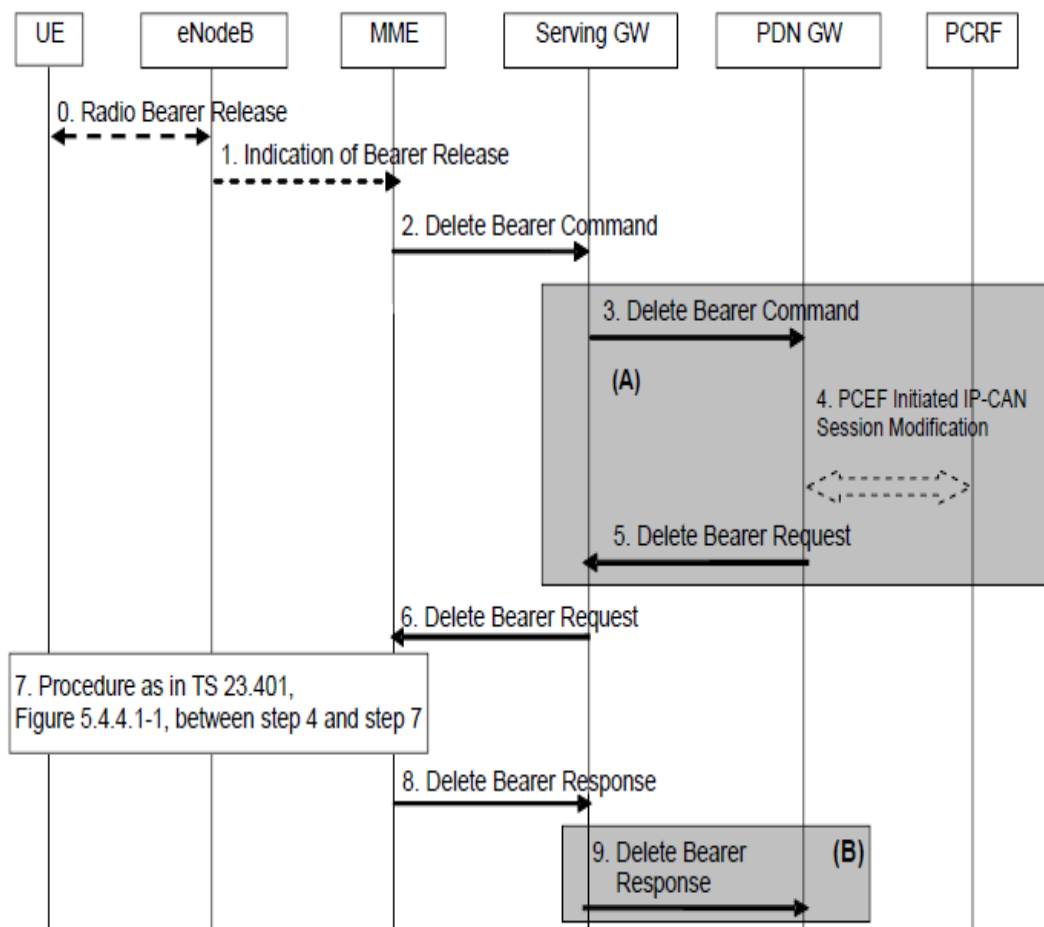 UE
eNodeB
MME
Serving GW
PDN GW
PCRF
0. Radio Bearer Release
1. Indication of Bearer Release
2. Delete Bearer Command
3. Delete Bearer Command
(A)
4. PCEF Initiated IP-CAN
Session Modification
5. Delete Bearer Request
6. Delete Bearer Request
7. Procedure as in TS 23.401,
Figure 5.4.4.1-1, between step 4 and step 7
8. Delete Bearer Response
9. Delete Bearer
Response
(B)